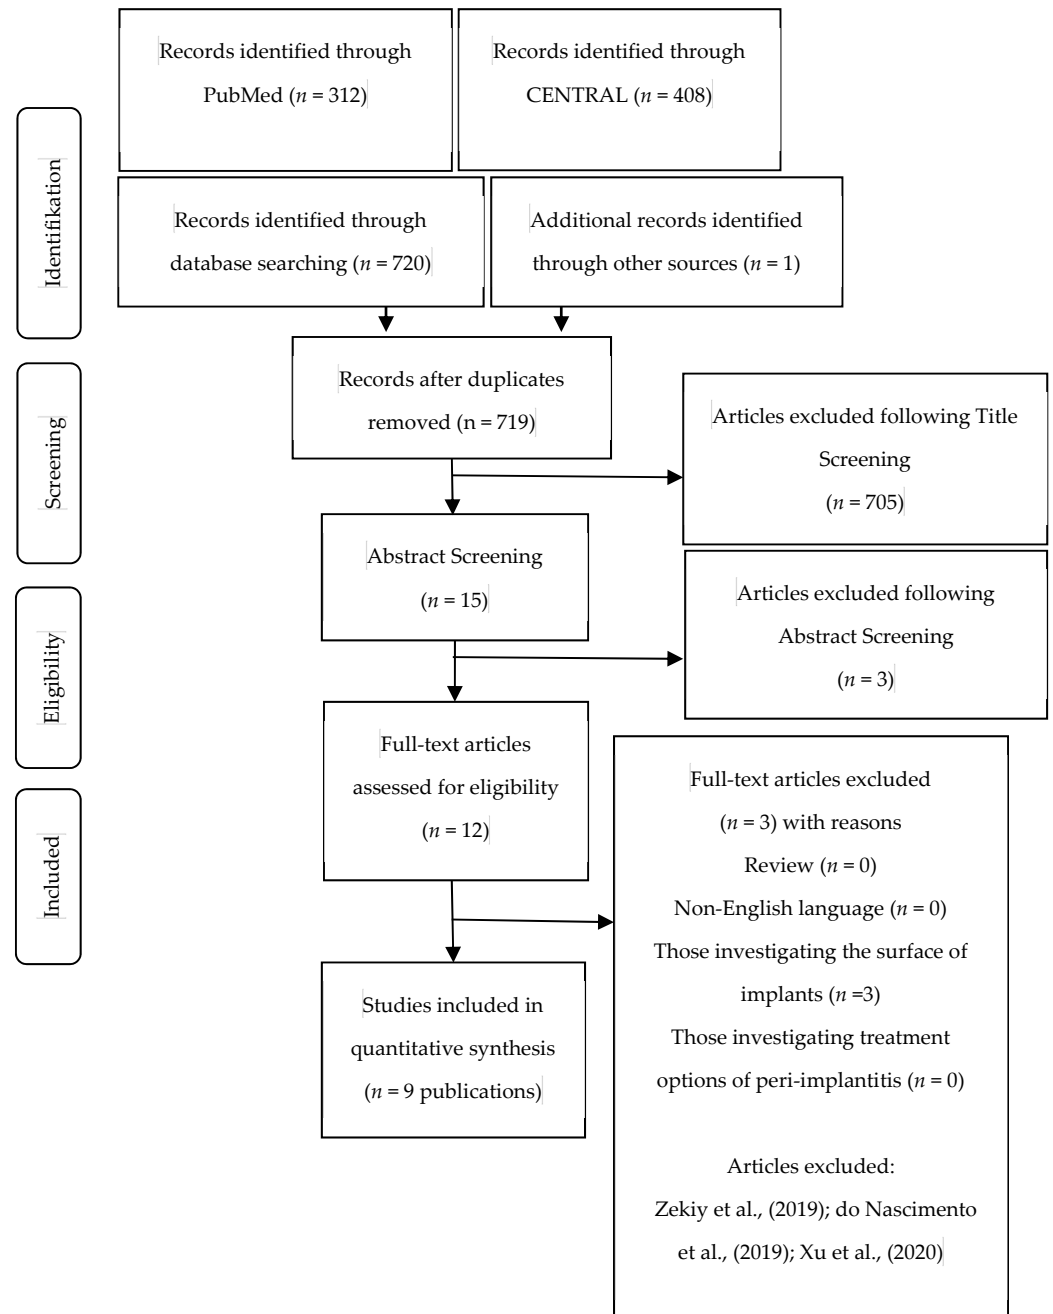 Records identified through
PubMed (n = 312)
Records identified through
CENTRAL (n = 408)
Identifikation
Records identified through
database searching (n = 720)
Additional records identified
through other sources (n = 1)
Records after duplicates
removed (n = 719)
Screening
Articles excluded following Title
Screening
(n = 705)
Abstract Screening
(n = 15)
Articles excluded following
Abstract Screening
(n = 3)
Eligibility
Full-text articles
assessed for eligibility
(n = 12)
Full-text articles excluded
(n = 3) with reasons
Review (n = 0)
Non-English language (n = 0)
Those investigating the surface of
implants (n =3)
Those investigating treatment
options of peri-implantitis (n = 0)
Articles excluded:
Zekiy et al., (2019); do Nascimento
et al., (2019); Xu et al., (2020)
Included
Studies included in
quantitative synthesis
(n = 9 publications)